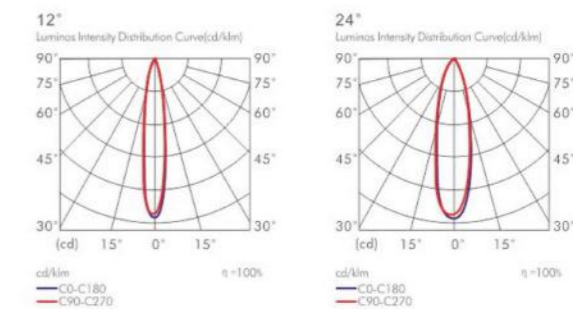 12°
Luminos Intensity Distribution Curve(cd/klm)
90° 90°
75° 75°
60° 60°
45° 45°
30° 30°
(cd) 15° 0° 15°
cd/klm η=100%
C0-C180
C90-C270
24°
Luminos Intensity Distribution Curve(cd/klm)
90° 90°
75° 75°
60° 60°
45° 45°
30° 30°
(cd) 15° 0° 15°
cd/klm η=100%
C0-C180
C90-C270